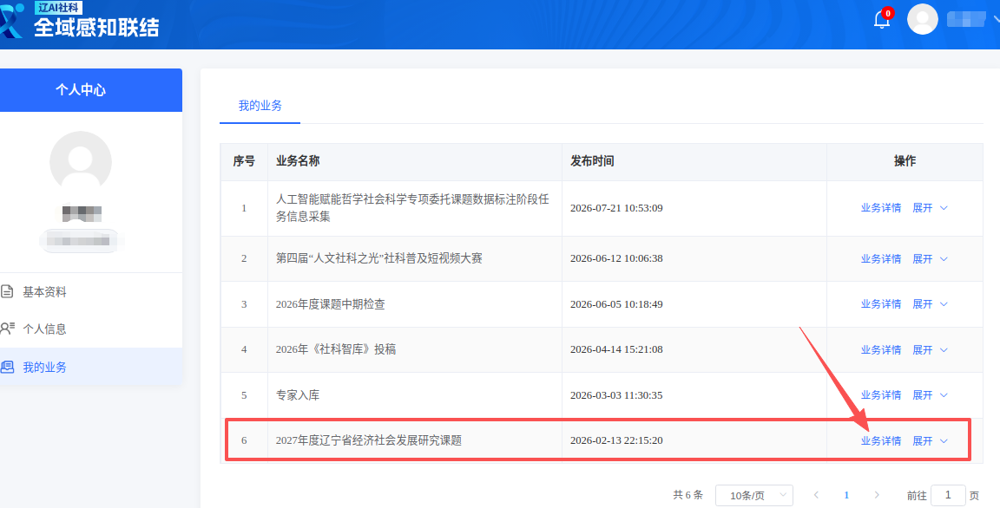 辽AI社科
全域感知联结
0
个人中心
基本资料
个人信息
我的业务
我的业务
序号 业务名称 发布时间 操作
1 人工智能赋能哲学社会科学专项委托课题数据标注阶段任
务信息采集 2026-07-21 10:53:09 业务详情 展开
2 第四届“人文社科之光”社科普及短视频大赛 2026-06-12 10:06:38 业务详情 展开
3 2026年度课题中期检查 2026-06-05 10:18:49 业务详情 展开
4 2026年《社科智库》投稿 2026-04-14 15:21:08 业务详情 展开
5 专家入库 2026-03-03 11:30:35 业务详情 展开
6 2027年度辽宁省经济社会发展研究课题 2026-02-13 22:15:20 业务详情 展开
共 6 条 10条/页 1 前往 1 页